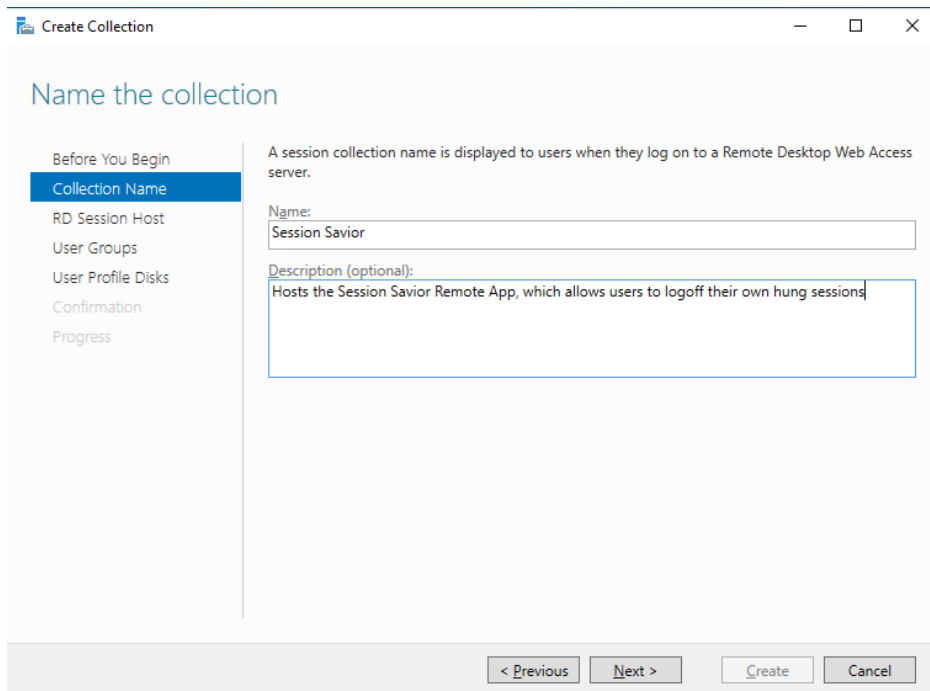 Create Collection
Name the collection
Before You Begin
Collection Name
RD Session Host
User Groups
User Profile Disks
Confirmation
Progress
A session collection name is displayed to users when they log on to a Remote Desktop Web Access
server.
Name:
Session Savior
Description (optional):
Hosts the Session Savior Remote App, which allows users to logoff their own hung sessions
< Previous
Next >
Create
Cancel